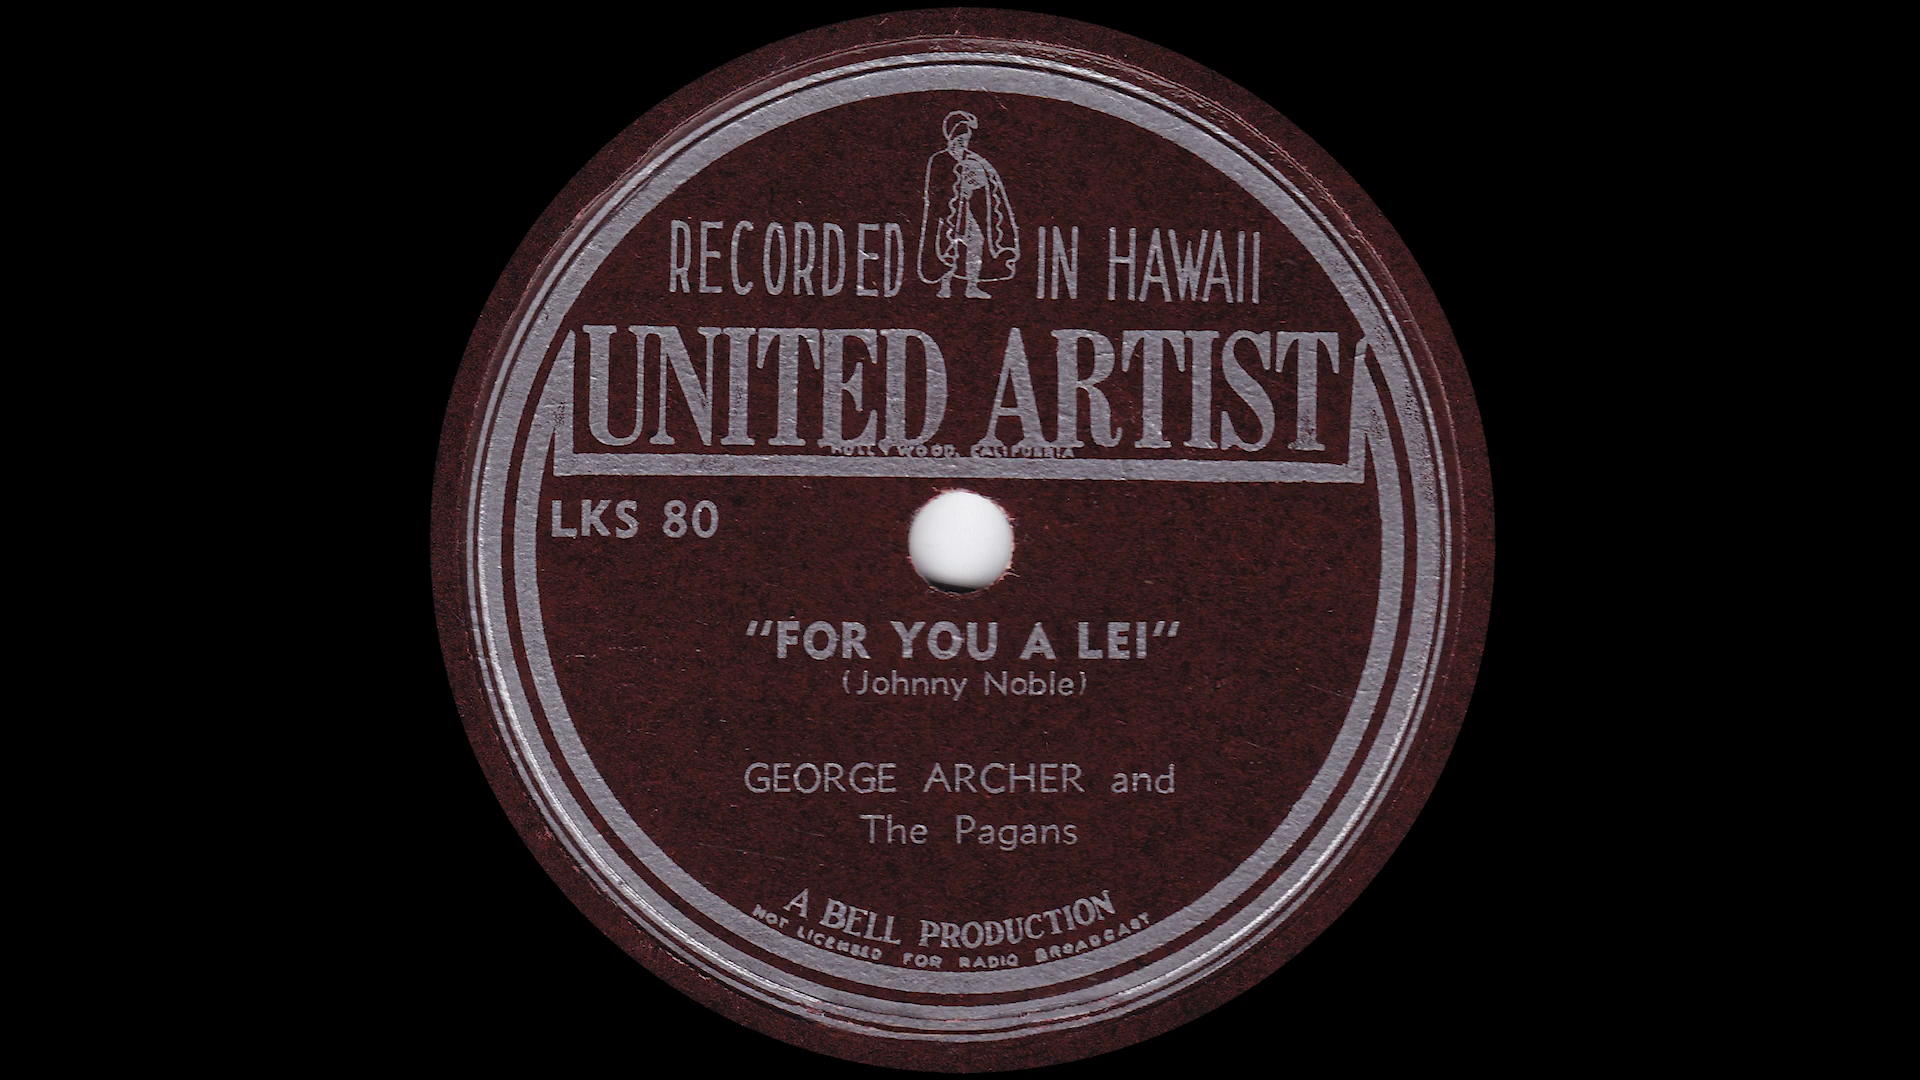 RECORDED IN HAWAII
UNITED ARTIST
HOLLYWOOD, CALIFORNIA
LKS 80
"FOR YOU A LEI"
(Johnny Noble)
GEORGE ARCHER and
The Pagans
A BELL PRODUCTION
NOT LICENSED FOR RADIO BROADCAST